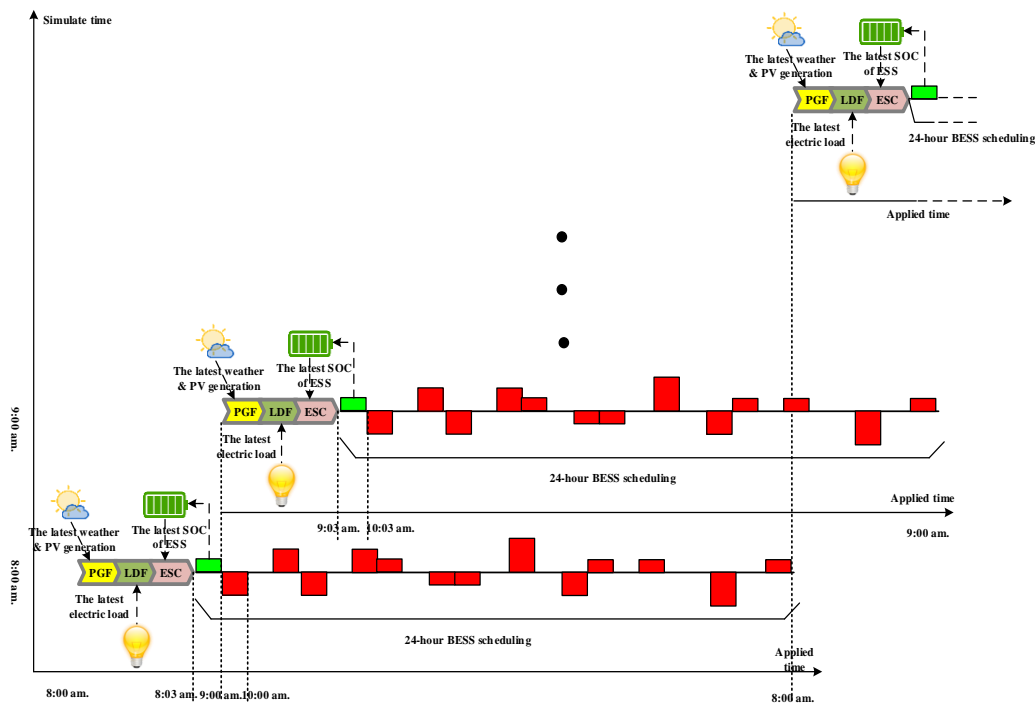 Simulate time
The latest weather
& PV generation
The latest SOC
of ESS
PGF
LDF
ESC
The latest
electric load
24-hour BESS scheduling
Applied time
9:00 am.
The latest weather
& PV generation
The latest SOC
of ESS
PGF
LDF
ESC
The latest
electric load
24-hour BESS scheduling
Applied time
9:03 am.
10:03 am.
9:00 am.
8:00 am.
The latest weather
& PV generation
The latest SOC
of ESS
PGF
LDF
ESC
The latest
electric load
24-hour BESS scheduling
Applied
time
8:00 am.
8:03 am.
9:00 am.
10:00 am.
8:00 am.